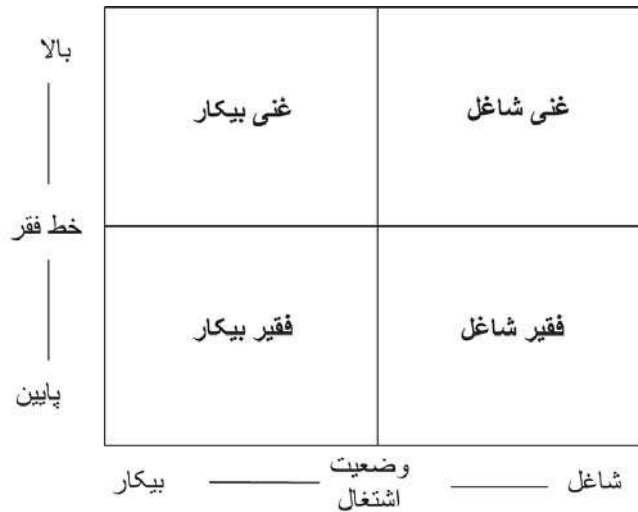 بالا
غنی شاغل
غنی بیکار
خط فقر
فقیر شاغل
فقیر بیکار
پایین
شاغل
وضعیت
اشتغال
بیکار